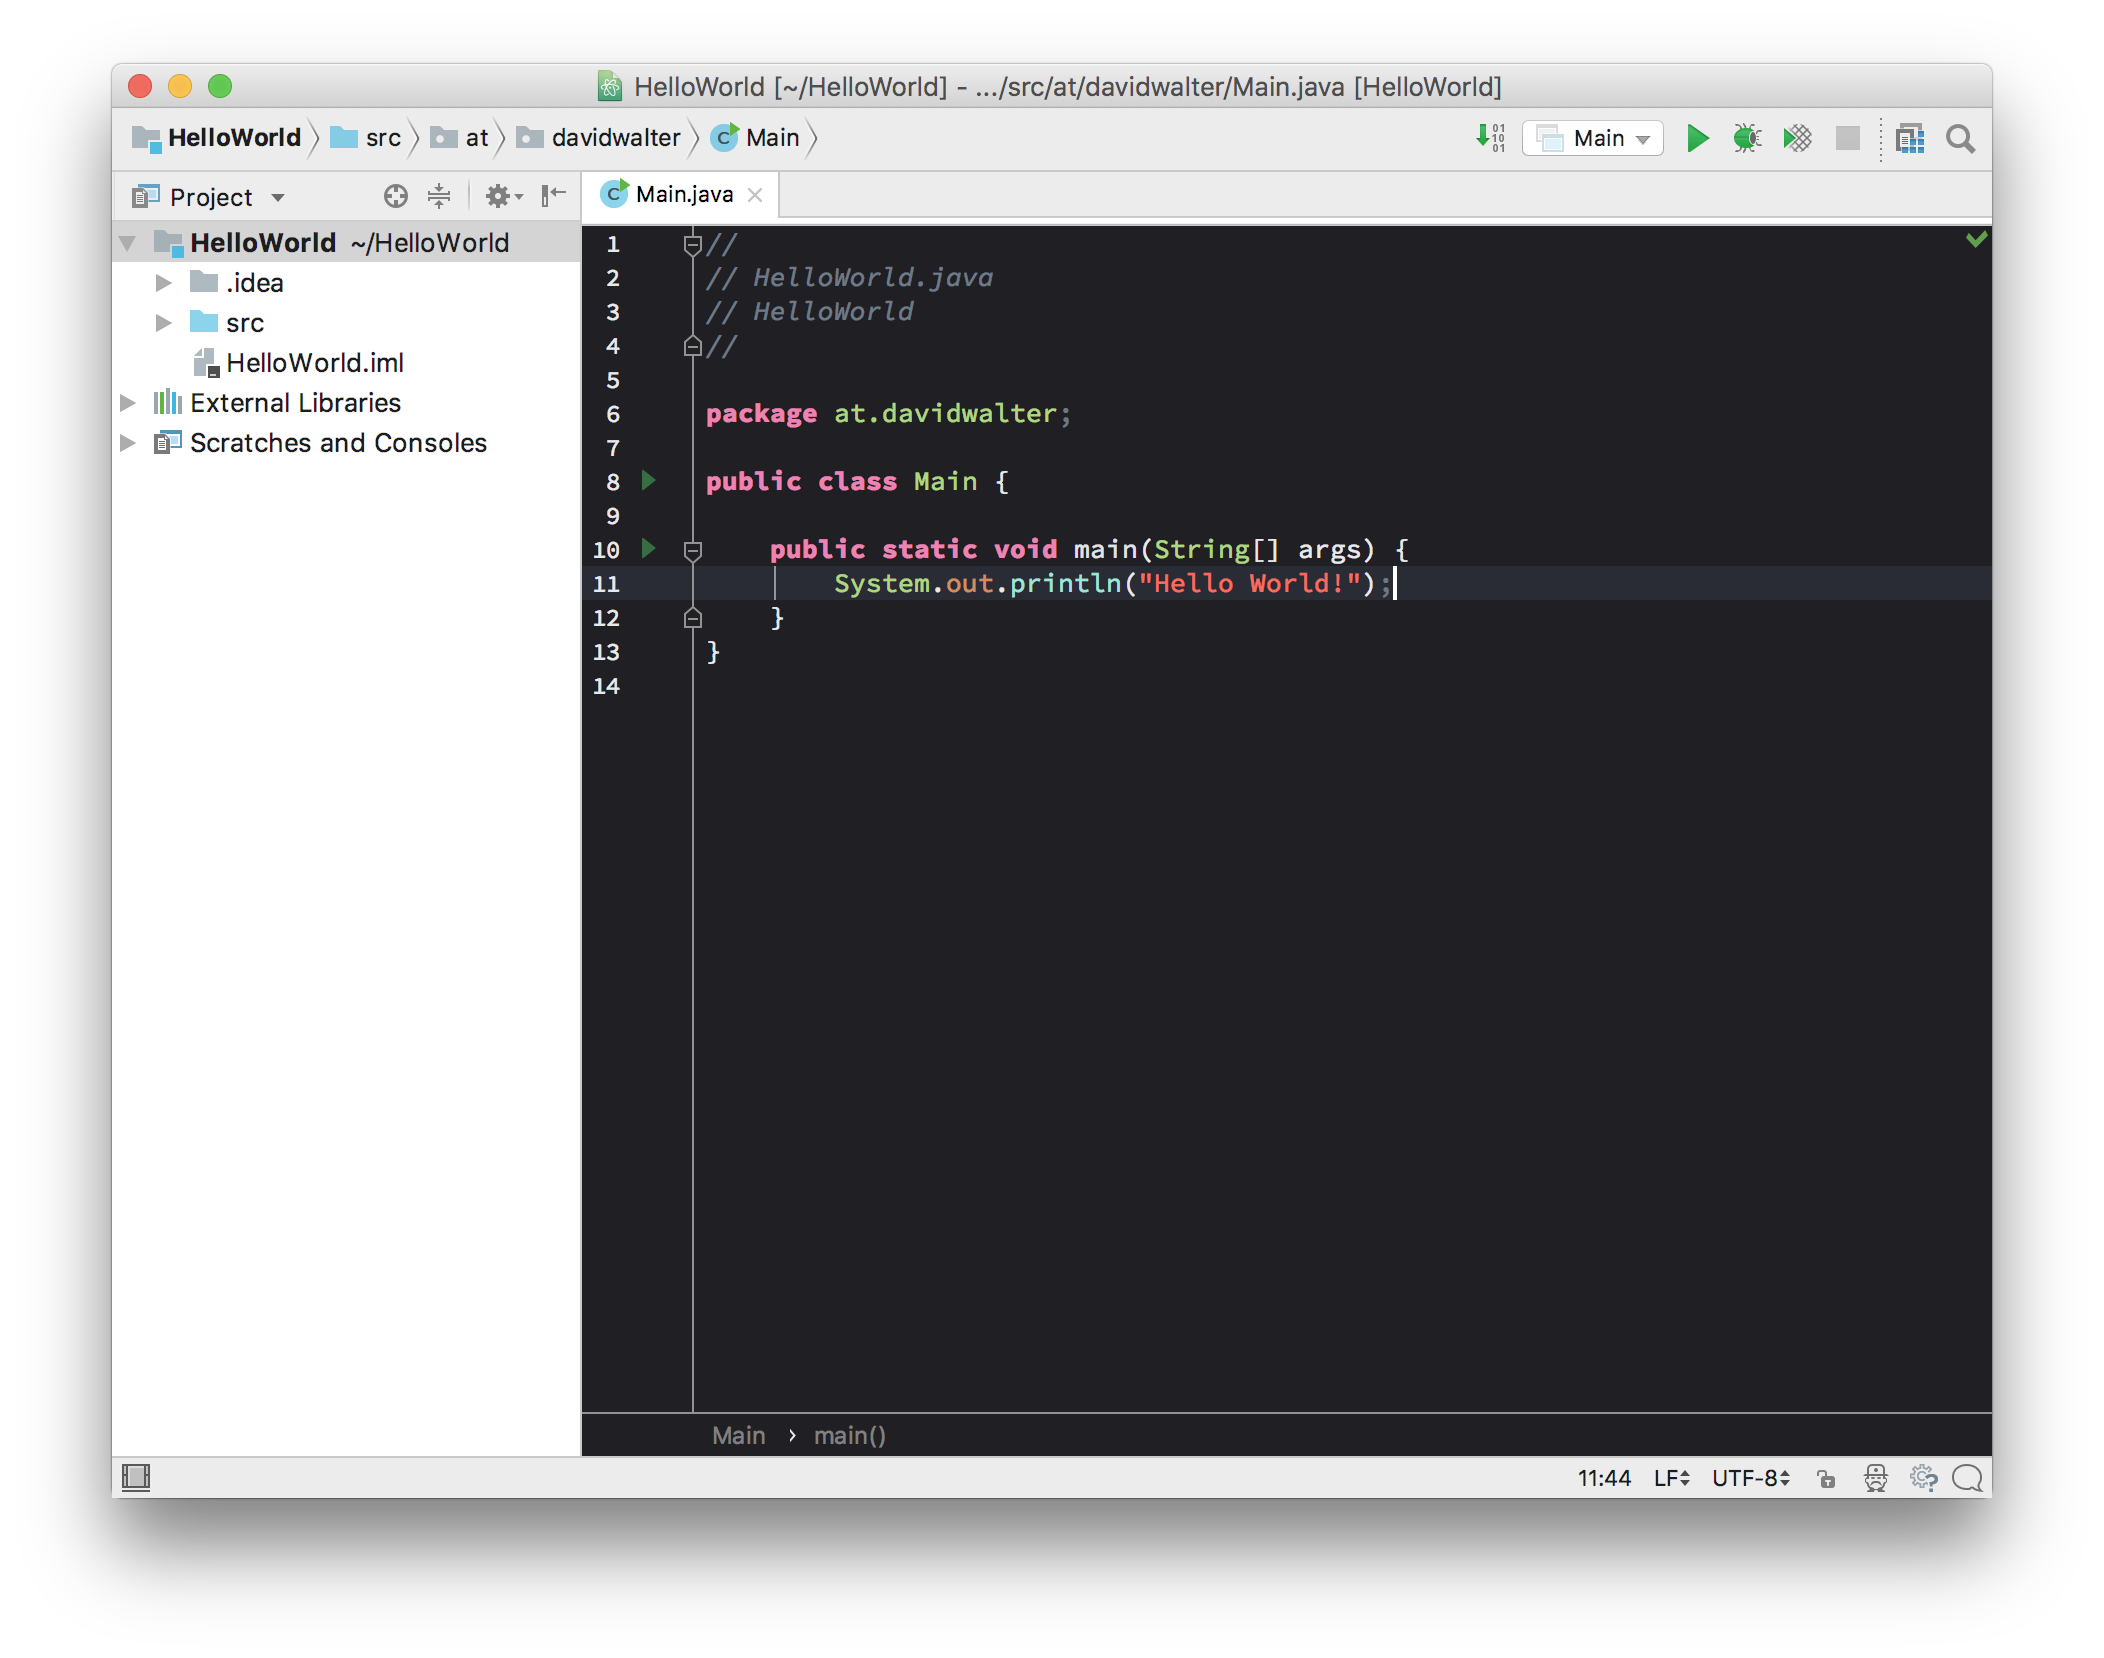 HelloWorld [~/HelloWorld] - .../src/at/davidwalter/Main.java [HelloWorld]
HelloWorld src at davidwalter C Main 01 10 01 Main
Project
C Main.java
HelloWorld ~/HelloWorld
.idea
src
HelloWorld.iml
External Libraries
Scratches and Consoles
1 //
2 // HelloWorld.java
3 // HelloWorld
4 //
5
6 package at.davidwalter;
7
8 public class Main {
9
10 public static void main(String[] args) {
11 System.out.println("Hello World!");
12 }
13 }
14
Main › main()
11:44 LF UTF-8